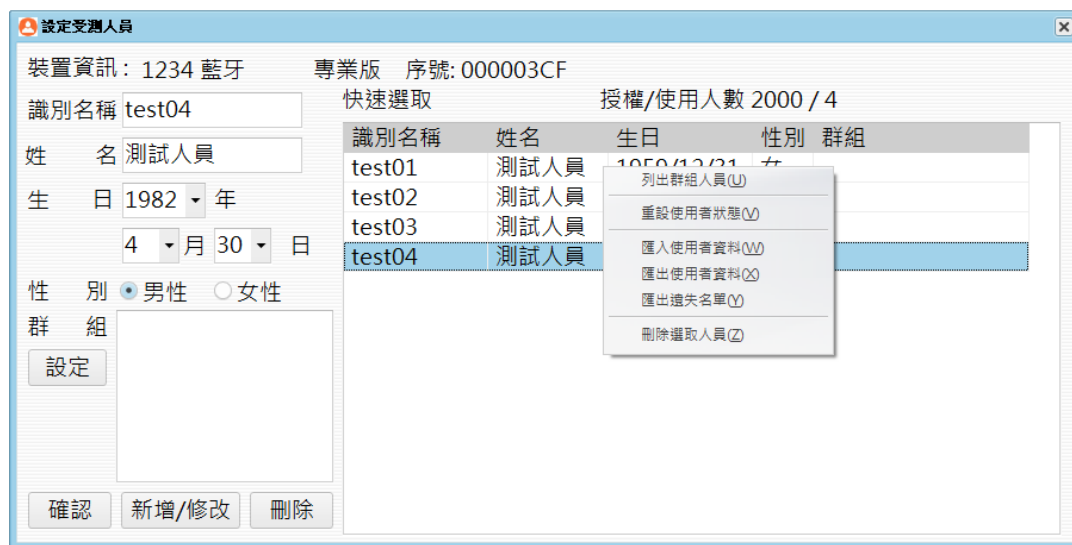 設定受測人員
裝置資訊: 1234 藍牙 專業版 序號: 000003CF
識別名稱 test04
姓 名 測試人員
生 日 1982 年
4 月 30 日
性 別 男性 女性
群 組
設定
確認 新增/修改 刪除
快速選取 授權/使用人數 2000 / 4
識別名稱 姓名 生日 性別 群組
test01 測試人員 1959/12/31 女
test02 測試人員
test03 測試人員
test04 測試人員
列出群組人員(U)
重設使用者狀態(V)
匯入使用者資料(W)
匯出使用者資料(X)
匯出遺失名單(Y)
刪除選取人員(Z)